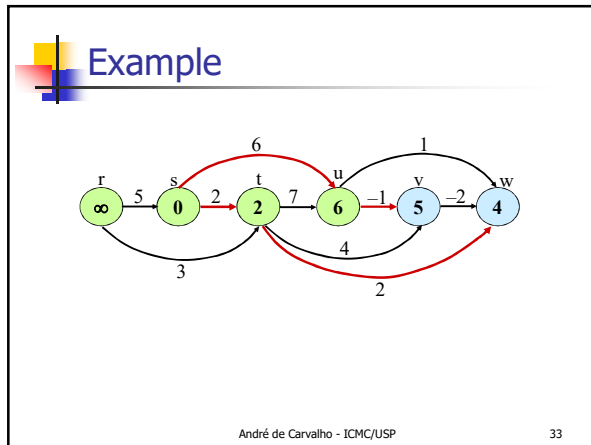 Example
6 1
r s t u v w
∞ 5 0 2 2 7 6 –1 5 –2 4
4
3
2
André de Carvalho - ICMC/USP 33